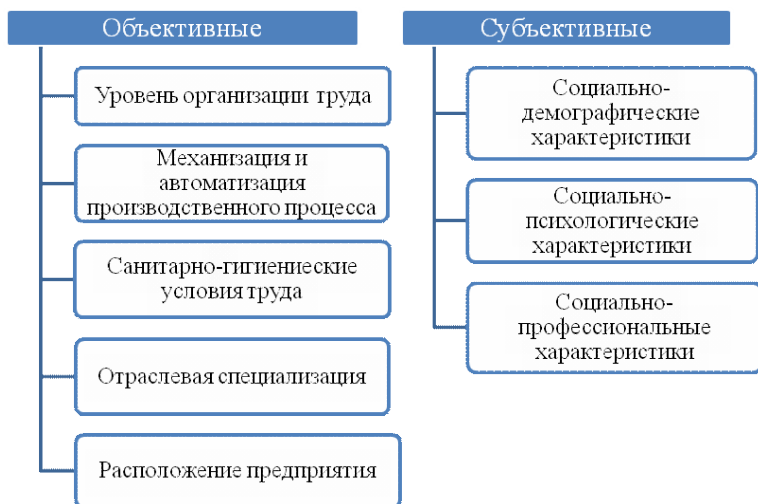 Объективные
Уровень организации труда
Механизация и
автоматизация
производственного процесса
Санитарно-гигиениеские
условия труда
Отраслевая специализация
Расположение предприятия
Субъективные
Социально-
демографические
характеристики
Социально-
психологические
характеристики
Социально-
профессиональные
характеристики